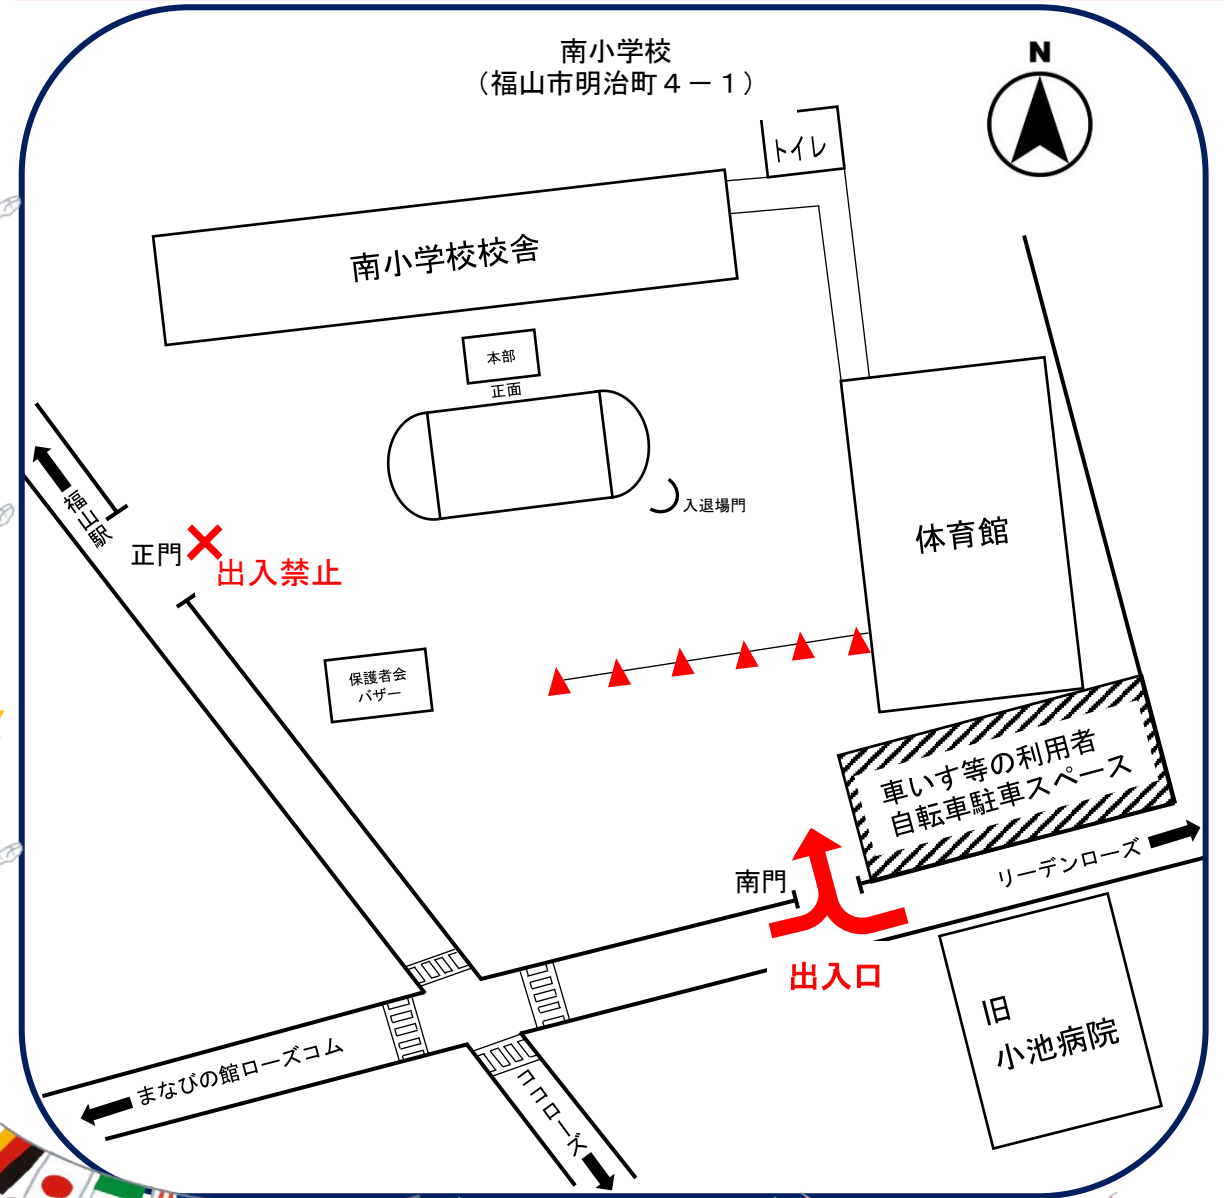 南小学校
（福山市明治町４－１）
N
トイレ
南小学校校舎
本部
正面
入退場門
福山駅
正門
出入禁止
体育館
保護者会
バザー
車いす等の利用者
自転車駐車スペース
リーデンローズ
南門
出入口
旧
小池病院
まなびの館ローズコム
ココローズ